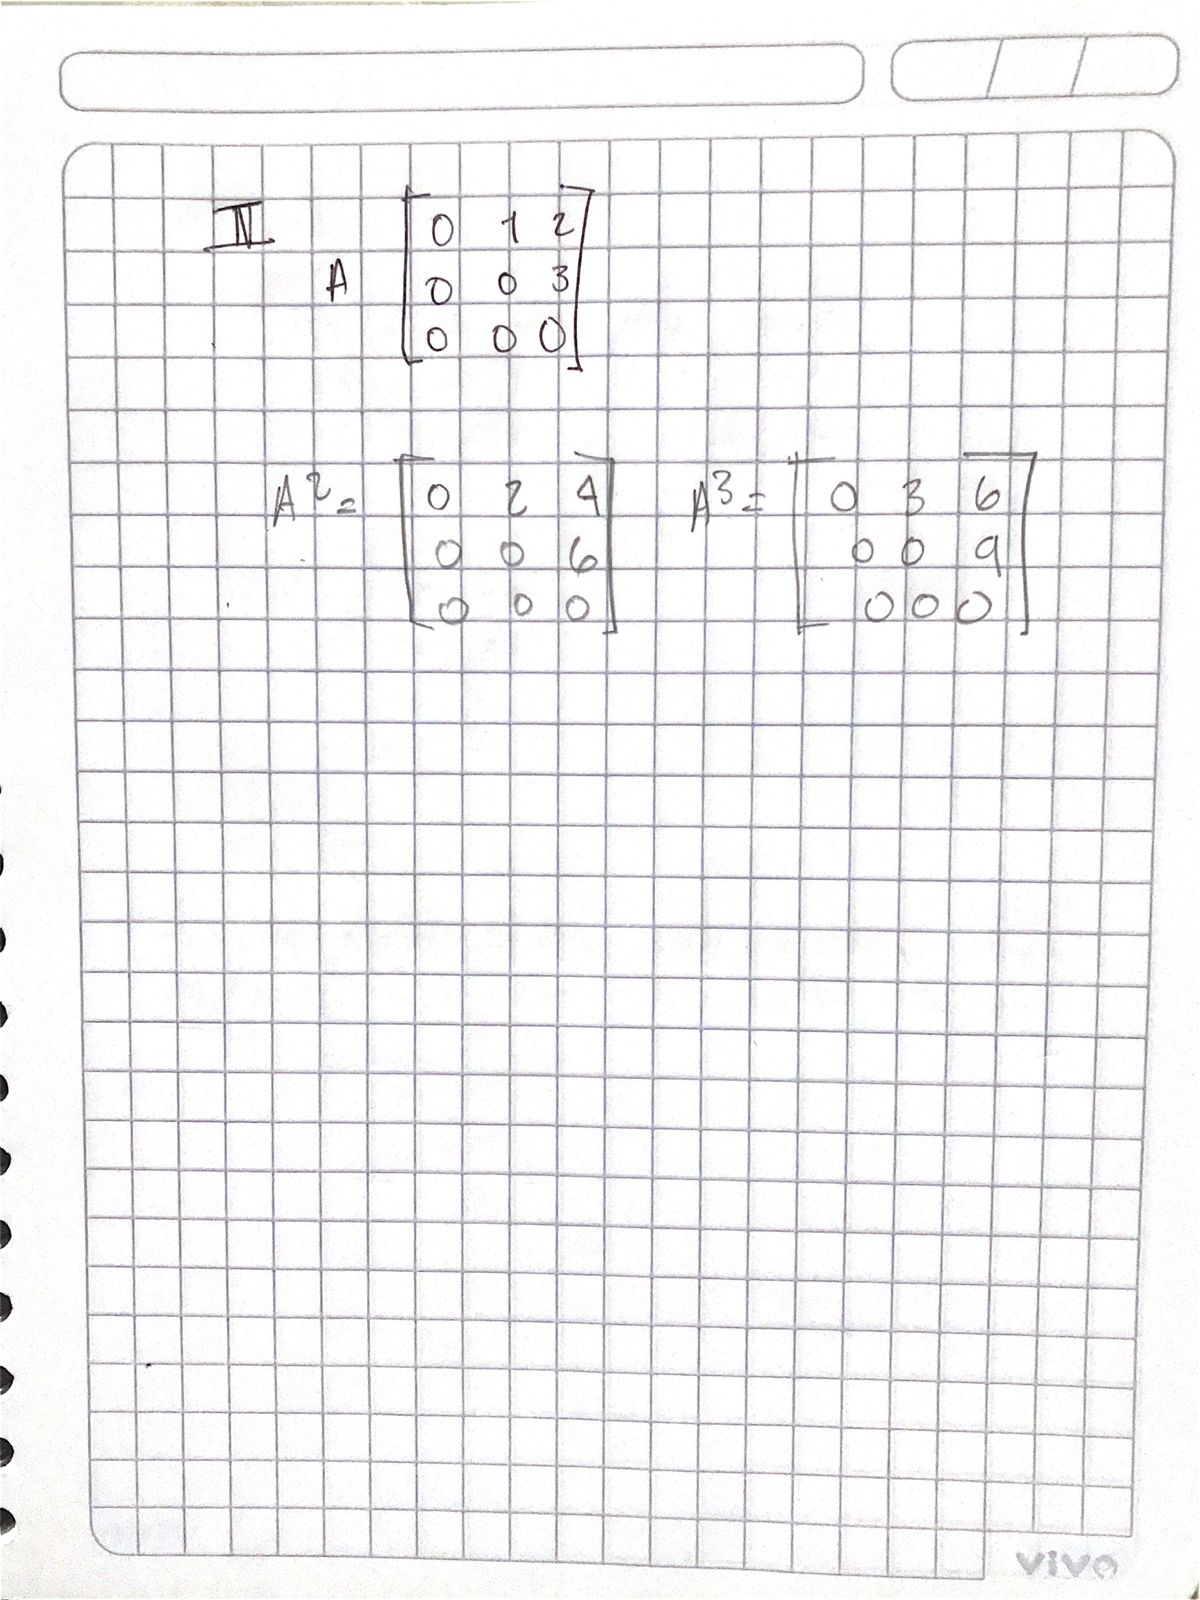 IV
A [0 1 2
0 0 3
0 0 0]
A² = [0 2 4
0 0 6
0 0 0]
A³ = [0 3 6
0 0 9
0 0 0]
vivo